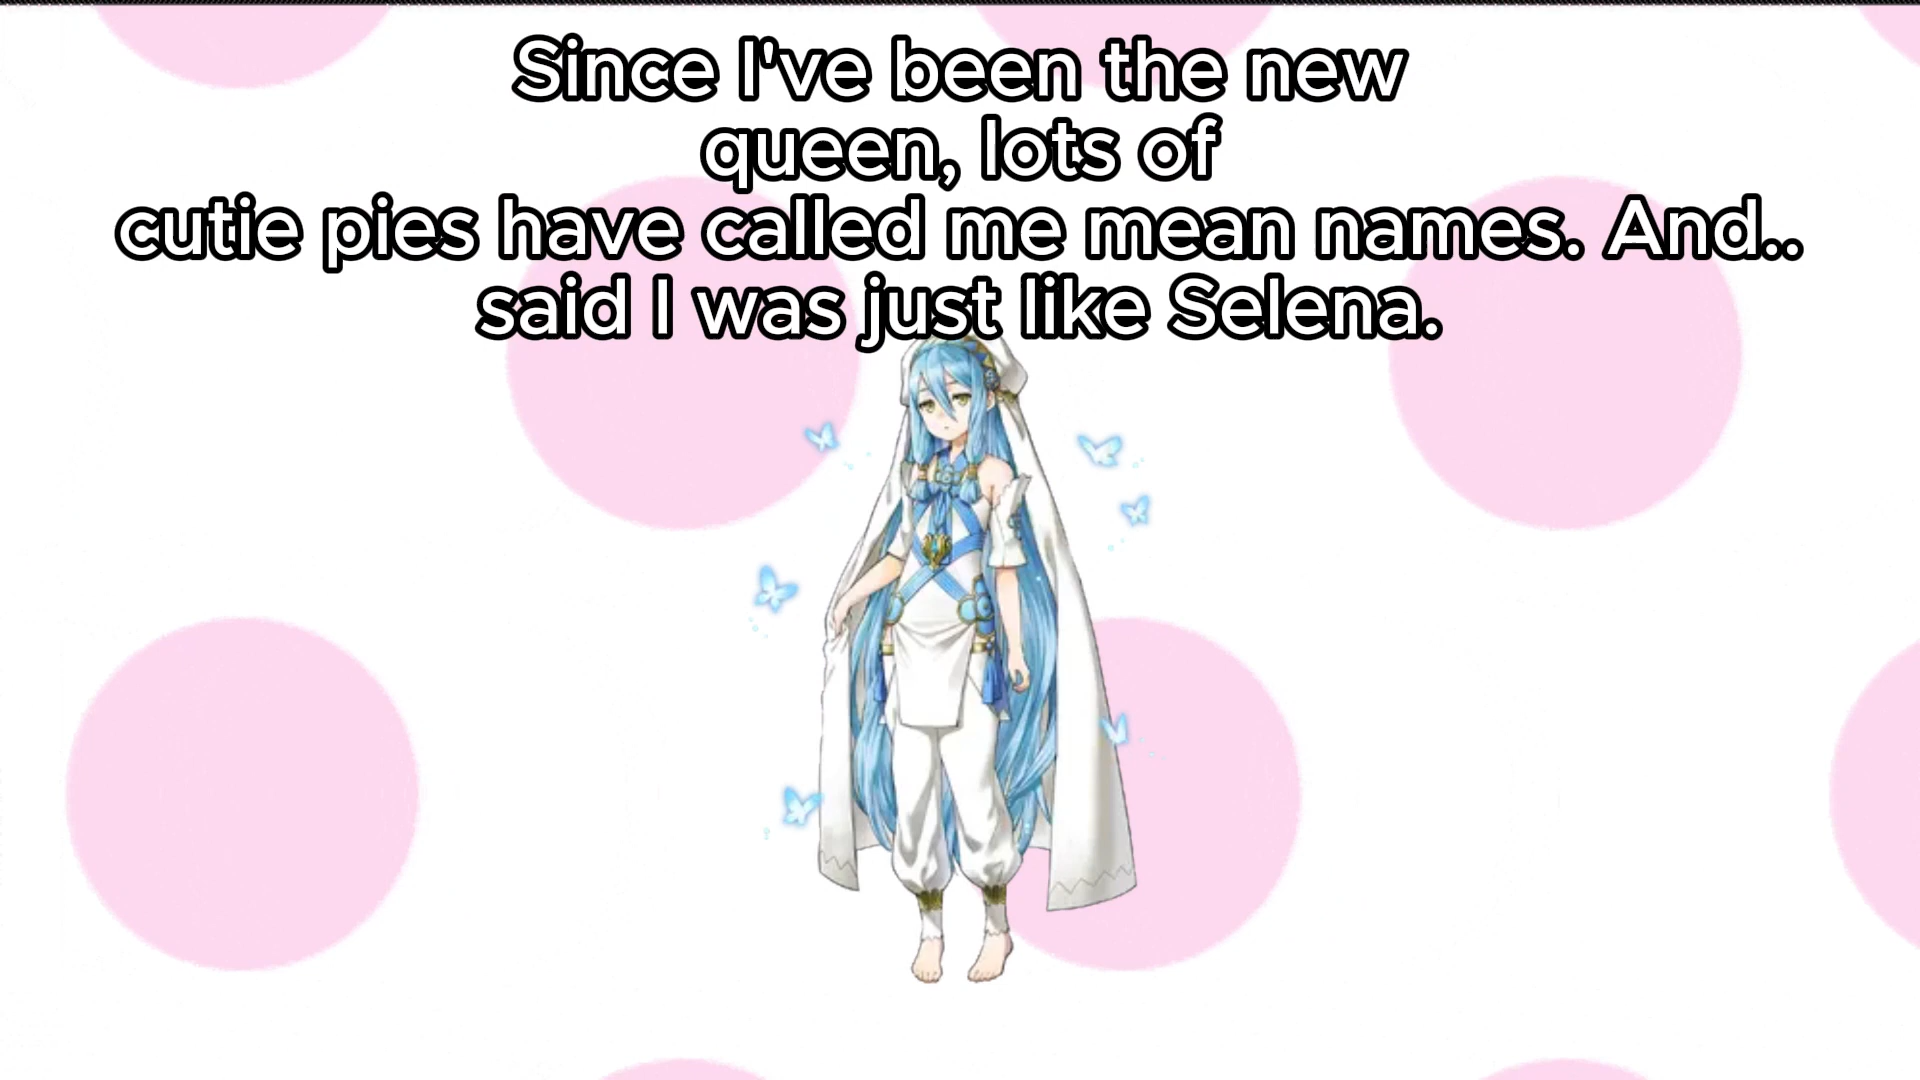 Since I've been the new
queen, lots of
cutie pies have called me mean names. And..
said I was just like Selena.